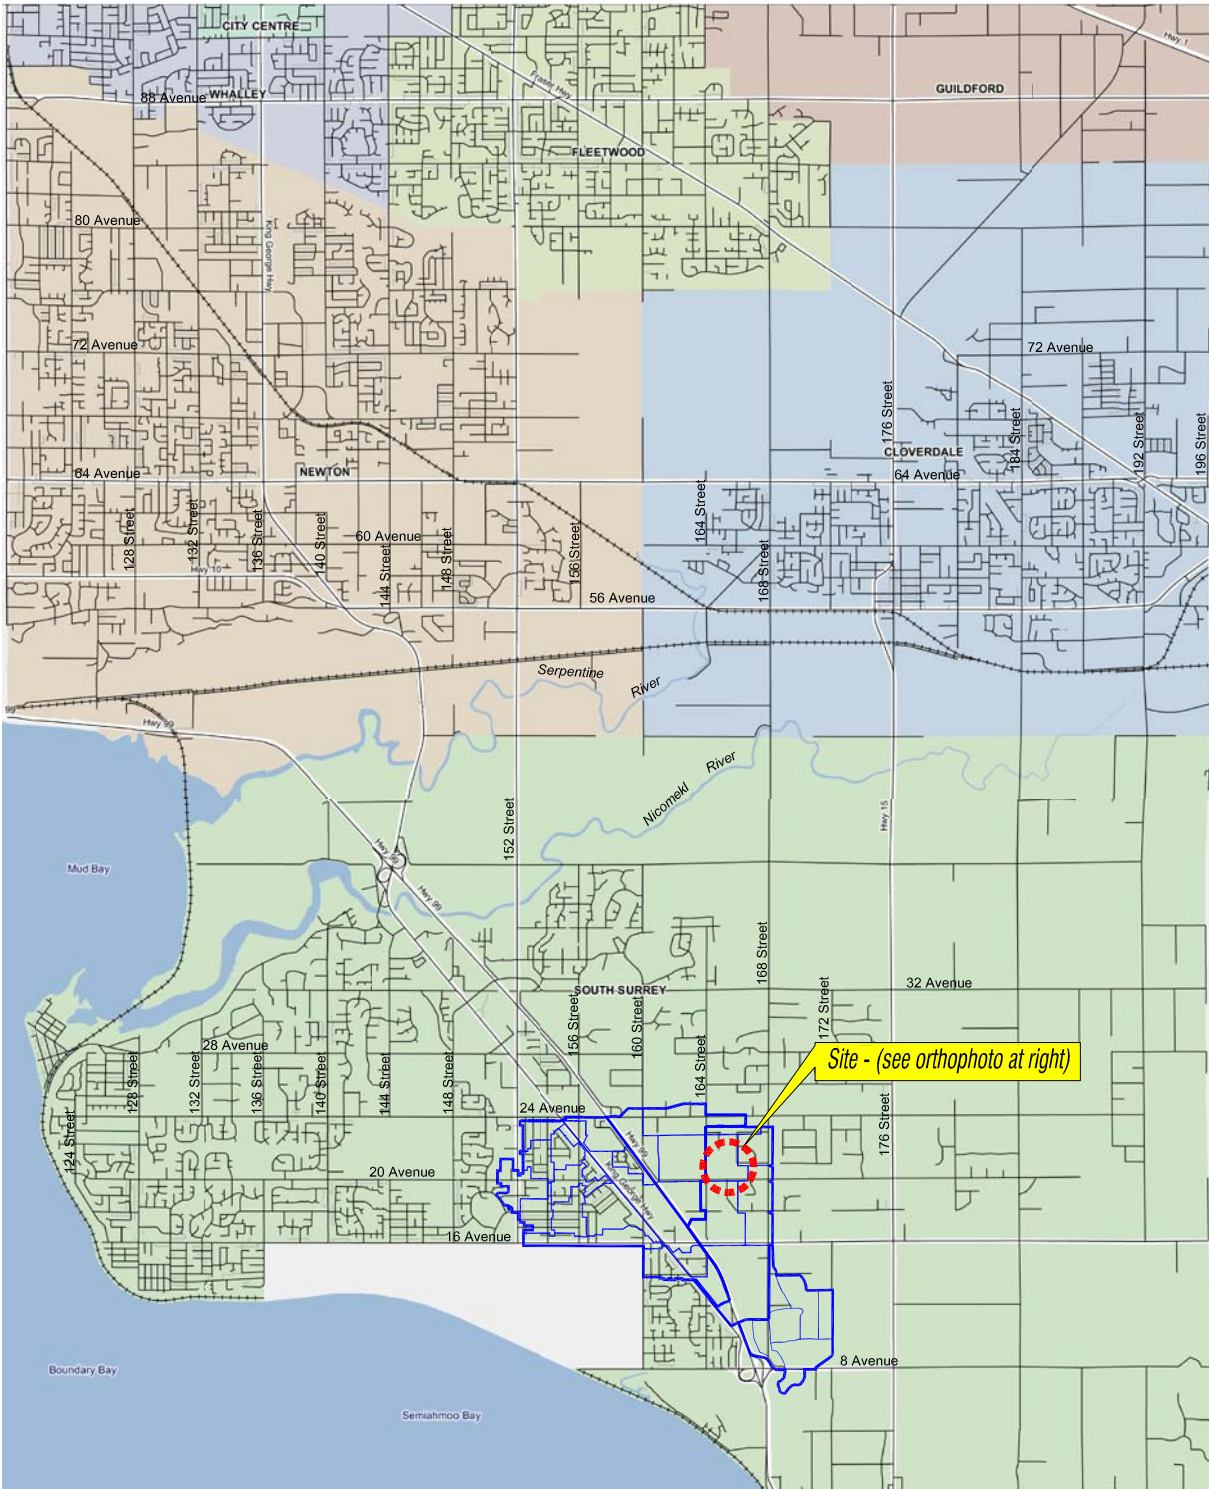 CITY CENTRE
Hwy 1
Fraser Hwy
GUILDFORD
88 Avenue
WHALLEY
FLEETWOOD
80 Avenue
King George Hwy
72 Avenue
72 Avenue
176 Street
184 Street
192 Street
196 Street
CLOVERDALE
64 Avenue
NEWTON
64 Avenue
164 Street
128 Street
132 Street
136 Street
140 Street
60 Avenue
144 Street
148 Street
156 Street
168 Street
Hwy 10
56 Avenue
Serpentine
River
99
Hwy 99
River
Nicomekl
152 Street
Hwy 15
Hwy 99
Mud Bay
Hwy 99
168 Street
32 Avenue
SOUTH SURREY
156 Street
160 Street
172 Street
28 Avenue
164 Street
Site - (see orthophoto at right)
128 Street
132 Street
136 Street
140 Street
144 Street
148 Street
24 Avenue
176 Street
124 Street
Hwy 99
20 Avenue
King George Hwy
16 Avenue
8 Avenue
Boundary Bay
Semiahmoo Bay